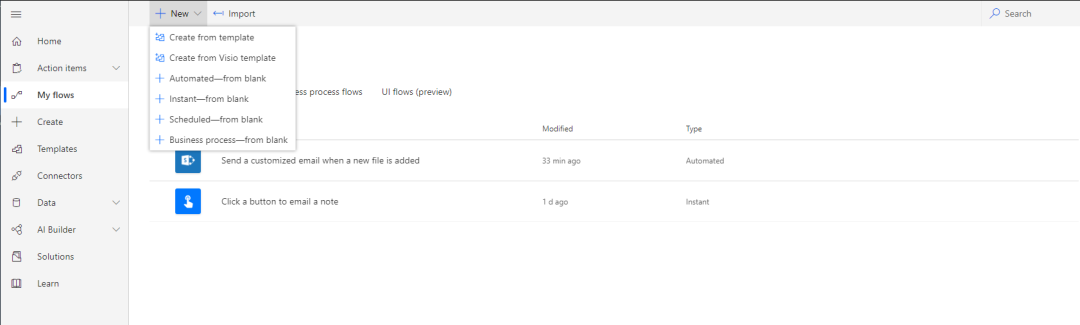 New
Import
Search
Home
Action items
My flows
Create
Templates
Connectors
Data
AI Builder
Solutions
Learn
Create from template
Create from Visio template
Automated—from blank
Instant—from blank
Scheduled—from blank
Business process—from blank
process flows
UI flows (preview)
Modified
Type
Send a customized email when a new file is added
33 min ago
Automated
Click a button to email a note
1 d ago
Instant